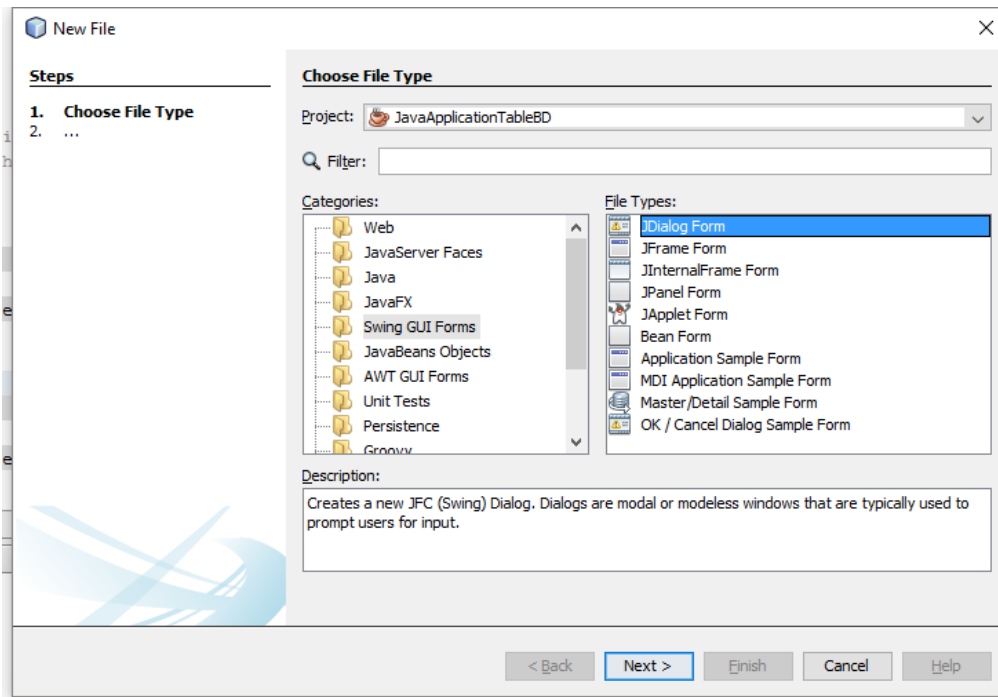 New File
Steps
1. Choose File Type
2. ...
Choose File Type
Project: JavaApplicationTableBD
Filter:
Categories:
Web
JavaServer Faces
Java
JavaFX
Swing GUI Forms
JavaBeans Objects
AWT GUI Forms
Unit Tests
Persistence
Groovy
File Types:
JDialog Form
JFrame Form
JInternalFrame Form
JPanel Form
JApplet Form
Bean Form
Application Sample Form
MDI Application Sample Form
Master/Detail Sample Form
OK / Cancel Dialog Sample Form
Description:
Creates a new JFC (Swing) Dialog. Dialogs are modal or modeless windows that are typically used to
prompt users for input.
< Back Next > Finish Cancel Help